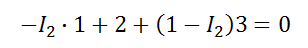 −I₂ · 1 + 2 + (1 − I₂)3 = 0